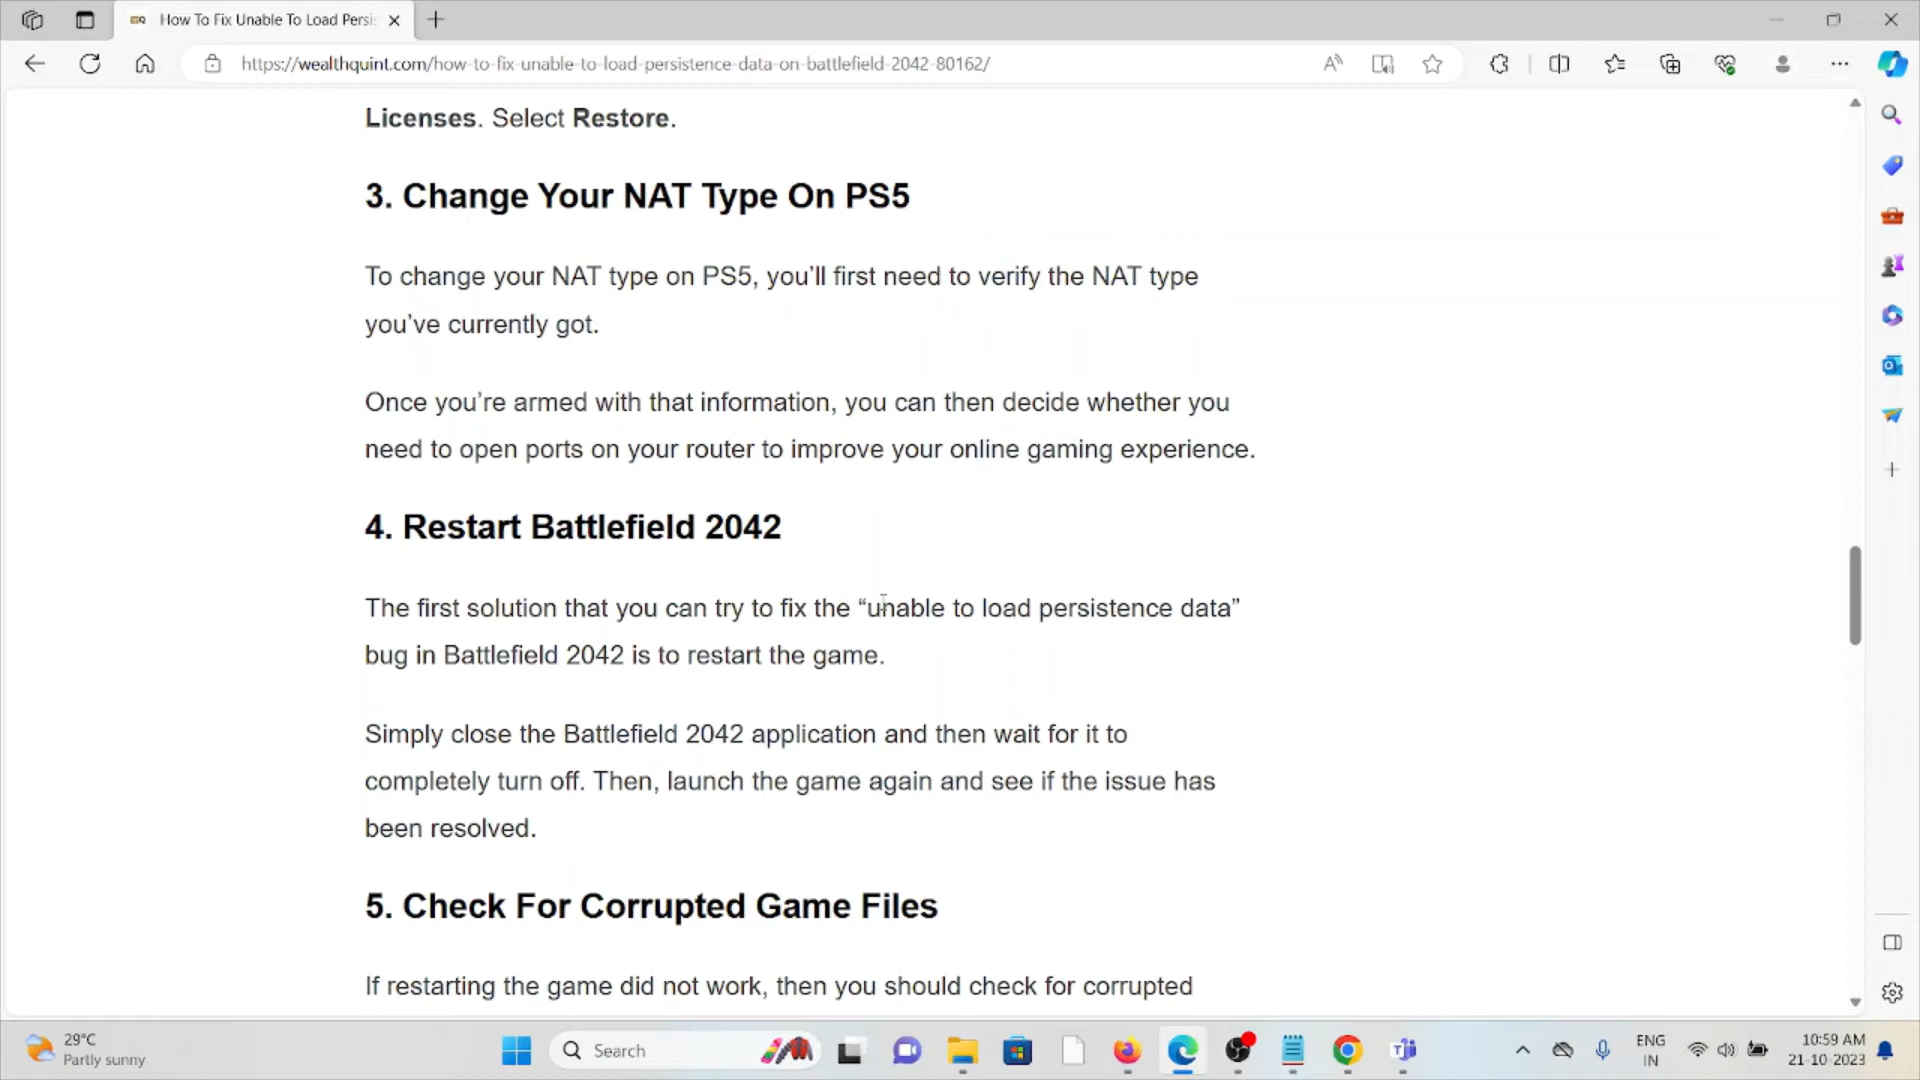 How To Fix Unable To Load Persis
https://wealthquint.com/how-to-fix-unable-to-load-persistence-data-on-battlefield-2042-80162/
Licenses. Select Restore.
3. Change Your NAT Type On PS5
To change your NAT type on PS5, you’ll first need to verify the NAT type
you’ve currently got.
Once you’re armed with that information, you can then decide whether you
need to open ports on your router to improve your online gaming experience.
4. Restart Battlefield 2042
The first solution that you can try to fix the “unable to load persistence data”
bug in Battlefield 2042 is to restart the game.
Simply close the Battlefield 2042 application and then wait for it to
completely turn off. Then, launch the game again and see if the issue has
been resolved.
5. Check For Corrupted Game Files
If restarting the game did not work, then you should check for corrupted
29°C
Partly sunny
Search
ENG
IN
10:59 AM
21-10-2023